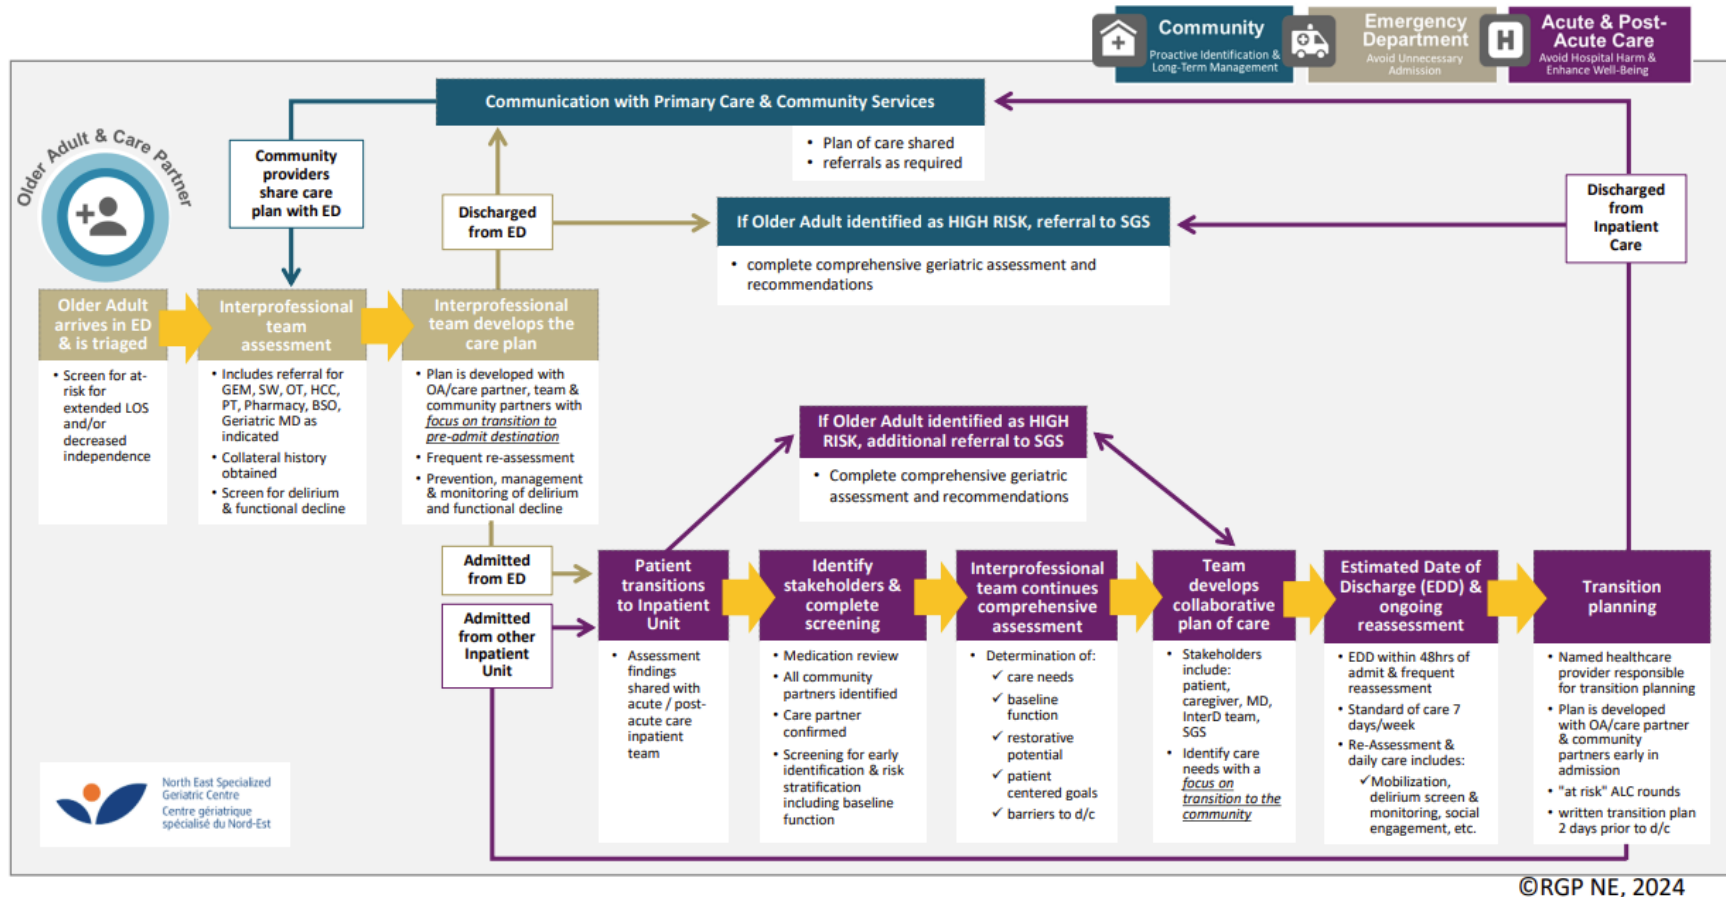 Community
Proactive Identification &
Long-Term Management
Emergency
Department
Avoid Unnecessary
Admission
H
Acute & Post-
Acute Care
Avoid Hospital Harm &
Enhance Well-Being
Communication with Primary Care & Community Services
• Plan of care shared
• referrals as required
Older Adult & Care Partner
Community
providers
share care
plan with ED
Discharged
from ED
If Older Adult identified as HIGH RISK, referral to SGS
• complete comprehensive geriatric assessment and
recommendations
Discharged
from
Inpatient
Care
Older Adult
arrives in ED
& is triaged
• Screen for at-
risk for
extended LOS
and/or
decreased
independence
Interprofessional
team
assessment
• Includes referral for
GEM, SW, OT, HCC,
PT, Pharmacy, BSO,
Geriatric MD as
indicated
• Collateral history
obtained
• Screen for delirium
& functional decline
Interprofessional
team develops the
care plan
• Plan is developed with
OA/care partner, team &
community partners with
focus on transition to
pre-admit destination
• Frequent re-assessment
• Prevention, management
& monitoring of delirium
and functional decline
If Older Adult identified as HIGH
RISK, additional referral to SGS
• Complete comprehensive geriatric
assessment and recommendations
Admitted
from ED
Admitted
from other
Inpatient
Unit
Patient
transitions
to Inpatient
Unit
• Assessment
findings
shared with
acute / post-
acute care
inpatient
team
Identify
stakeholders &
complete
screening
• Medication review
• All community
partners identified
• Care partner
confirmed
• Screening for early
identification & risk
stratification
including baseline
function
Interprofessional
team continues
comprehensive
assessment
• Determination of:
✓ care needs
✓ baseline
function
✓ restorative
potential
✓ patient
centered goals
✓ barriers to d/c
Team
develops
collaborative
plan of care
• Stakeholders
include:
patient,
caregiver, MD,
InterD team,
SGS
• Identify care
needs with a
focus on
transition to the
community
Estimated Date of
Discharge (EDD) &
ongoing
reassessment
• EDD within 48hrs of
admit & frequent
reassessment
• Standard of care 7
days/week
• Re-Assessment &
daily care includes:
✓Mobilization,
delirium screen &
monitoring, social
engagement, etc.
Transition
planning
• Named healthcare
provider responsible
for transition planning
• Plan is developed
with OA/care partner
& community
partners early in
admission
• "at risk" ALC rounds
• written transition plan
2 days prior to d/c
North East Specialized
Geriatric Centre
Centre gériatrique
spécialisé du Nord-Est
©RGP NE, 2024